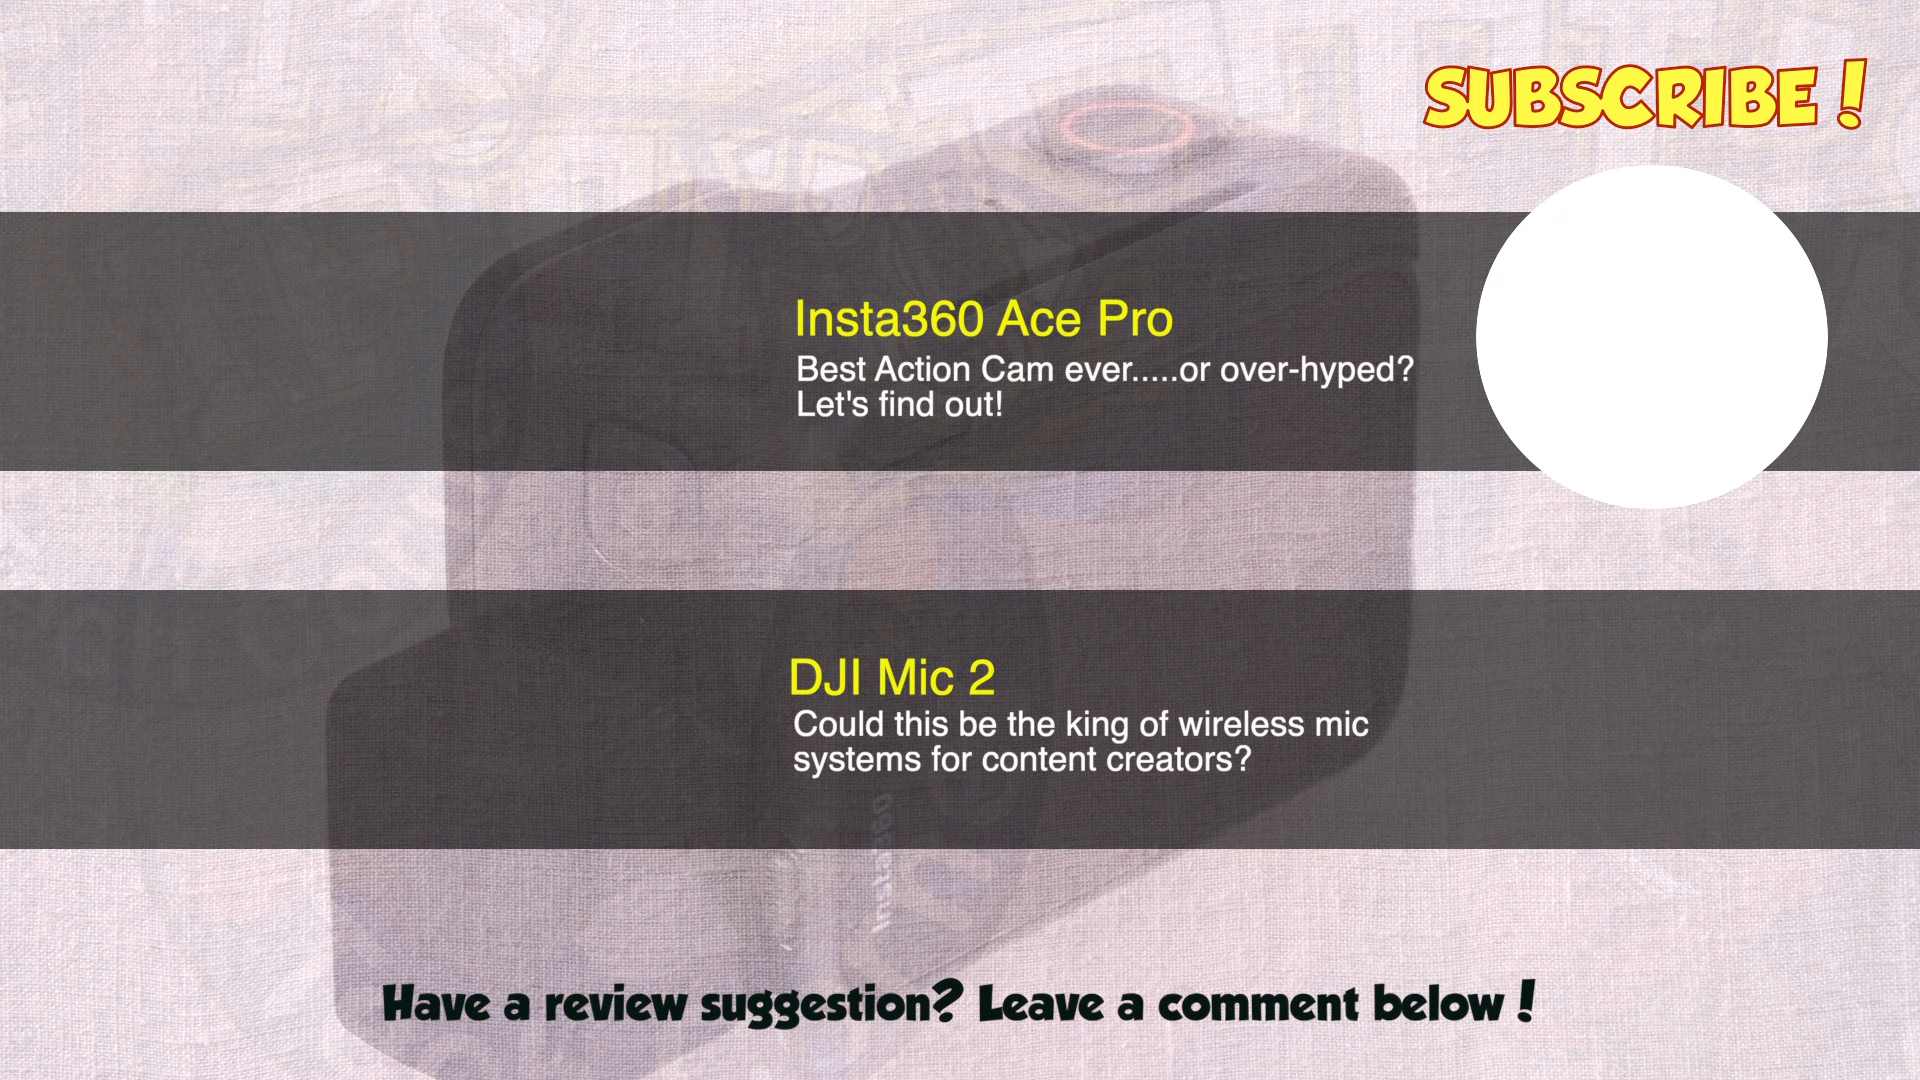 SUBSCRIBE!
Insta360 Ace Pro
Best Action Cam ever.....or over-hyped?
Let's find out!
DJI Mic 2
Could this be the king of wireless mic
systems for content creators?
Insta360
Have a review suggestion? Leave a comment below!